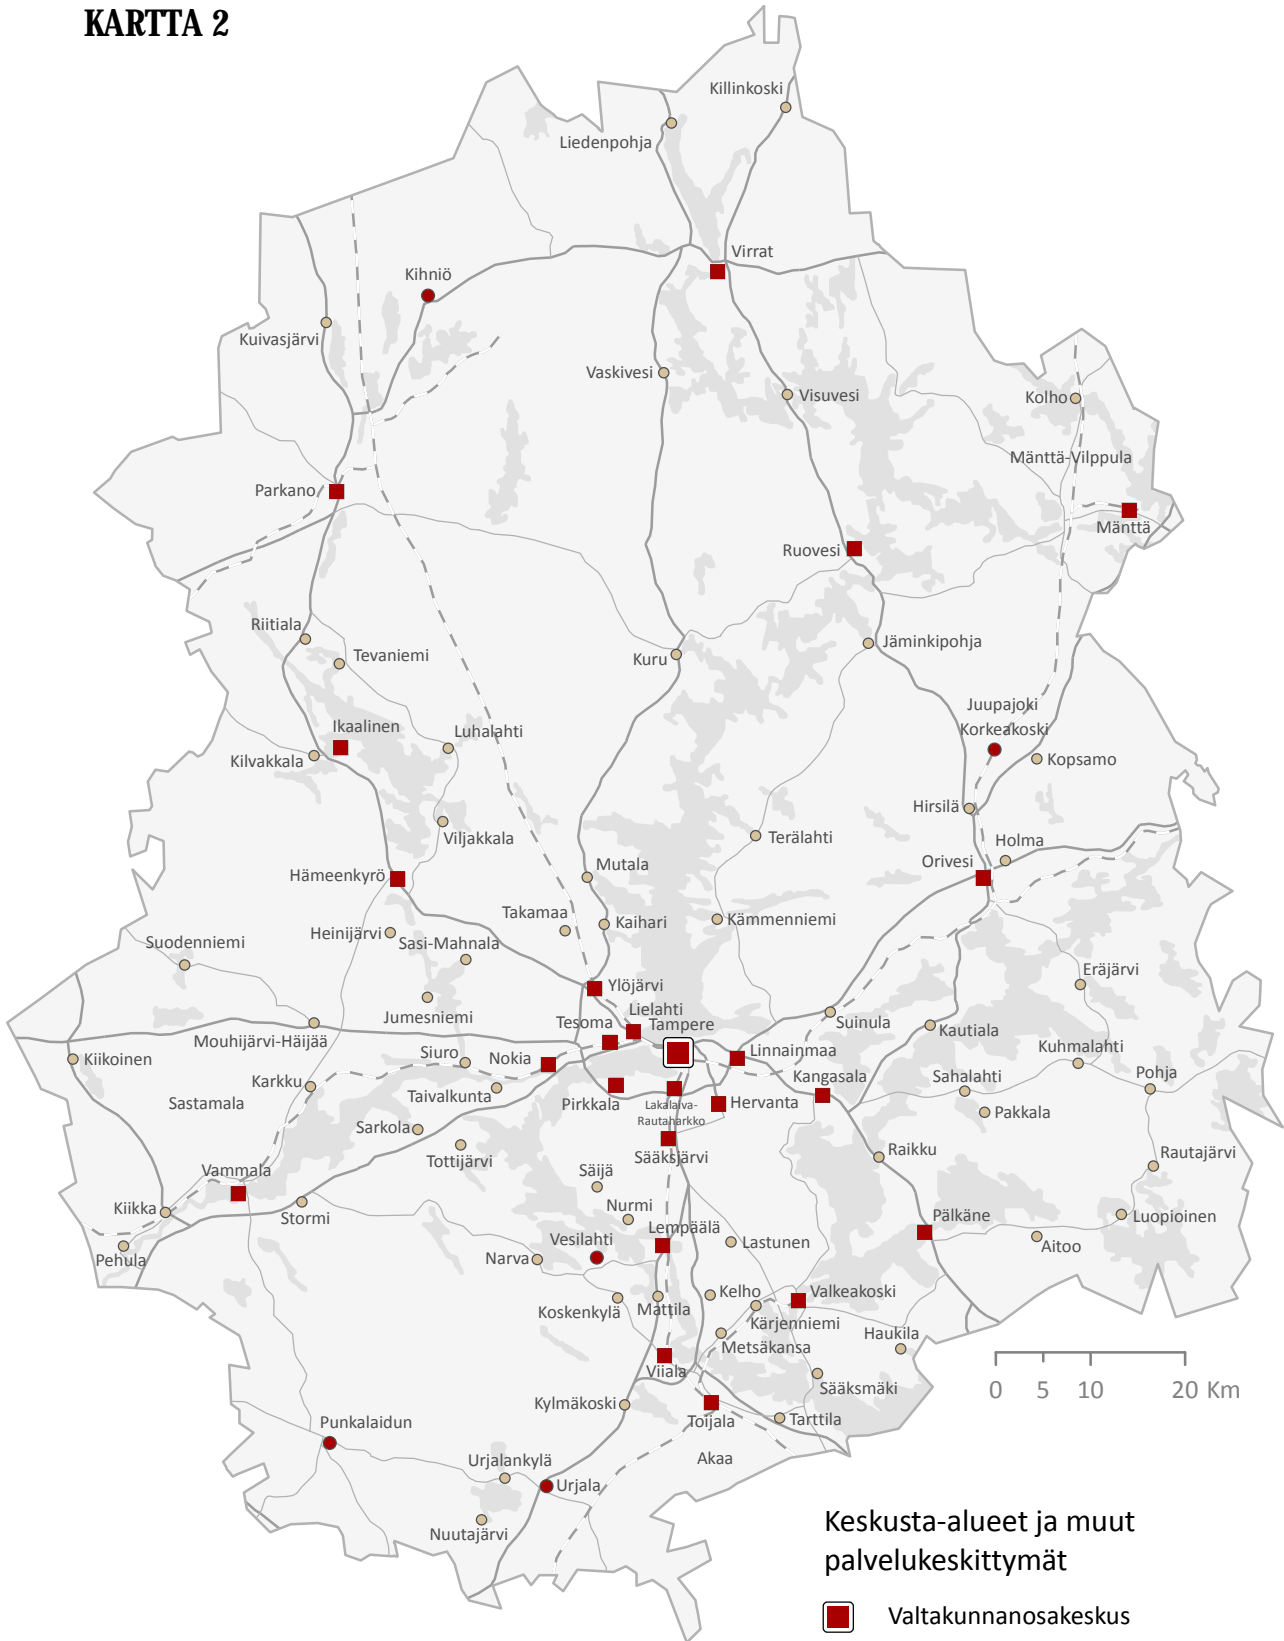 KARTTA 2
Killinkoski
Liedenpohja
Virrat
Kihniö
Kuivasjärvi
Vaskivesi
Visuvesi
Kolho
Mänttä-Vilppula
Parkano
Mänttä
Ruovesi
Riitiala
Tevaniemi
Kuru
Jäminkipohja
Juupajoki
Korkeakoski
Ikaalinen
Luhalahti
Kilvakkala
Kopsamo
Hirsilä
Viljakkala
Terälahti
Holma
Orivesi
Mutala
Hämeenkyrö
Takamaa
Kaihari
Kämmenniemi
Heinijärvi
Sasi-Mahnala
Suodenniemi
Eräjärvi
Ylöjärvi
Lielahti
Jumesniemi
Tesoma
Tampere
Suinula
Kautiala
Mouhijärvi-Häijää
Kuhmalahti
Kiikoinen
Siuro
Nokia
Linnainmaa
Pohja
Karkku
Kangasala
Sahalahti
Taivalkunta
Sastamala
Pirkkala
Lakalaiva-
Rautaharkko
Hervanta
Pakkala
Sarkola
Tottijärvi
Sääksjärvi
Raikku
Rautajärvi
Vammala
Säijä
Nurmi
Kiikka
Stormi
Lempäälä
Pälkäne
Luopioinen
Vesilahti
Lastunen
Aitoo
Pehula
Narva
Kelho
Valkeakoski
Koskenkylä
Mattila
Kärjenniemi
Haukila
Metsäkansa
Viiala
Sääksmäki
0 5 10 20 Km
Kylmäkoski
Punkalaidun
Toijala
Tarttila
Akaa
Urjalankylä
Urjala
Nuutajärvi
Keskusta-alueet ja muut
palvelukeskittymät
Valtakunnanosakeskus